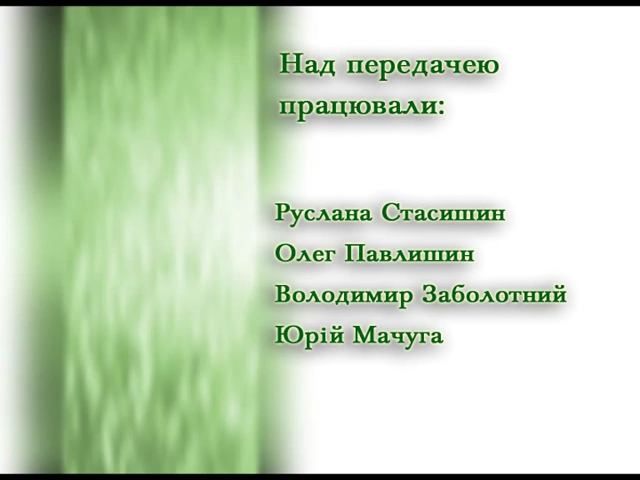 Над передачею
працювали:
Руслана Стасишин
Олег Павлишин
Володимир Заболотний
Юрій Мачуга